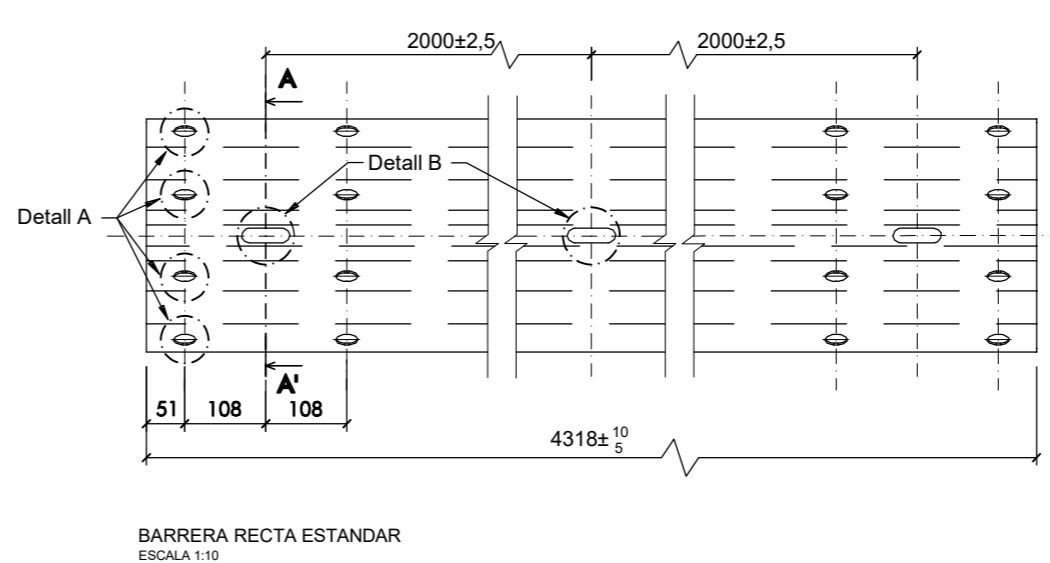 2000±2,5
2000±2,5
A
Detall B
Detall A
A'
51
108
108
4318± 10 5
BARRERA RECTA ESTANDAR
ESCALA 1:10